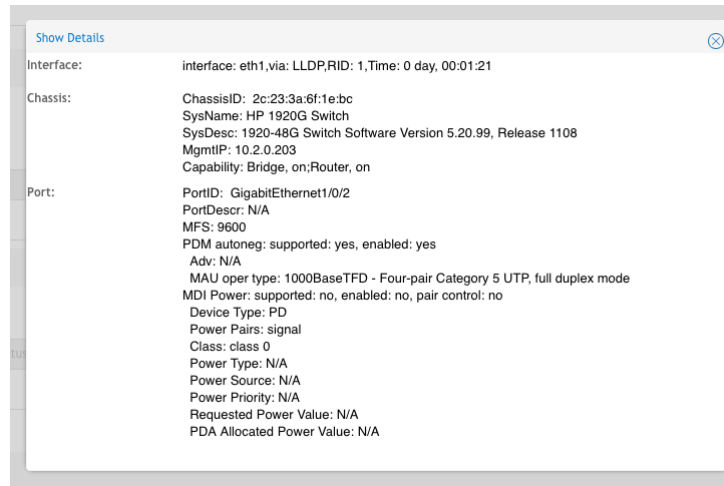 Show Details
Interface: interface: eth1,via: LLDP,RID: 1,Time: 0 day, 00:01:21
Chassis: ChassisID: 2c:23:3a:6f:1e:bc
SysName: HP 1920G Switch
SysDesc: 1920-48G Switch Software Version 5.20.99, Release 1108
MgmtIP: 10.2.0.203
Capability: Bridge, on;Router, on
Port: PortID: GigabitEthernet1/0/2
PortDescr: N/A
MFS: 9600
PDM autoneg: supported: yes, enabled: yes
Adv: N/A
MAU oper type: 1000BaseTFD - Four-pair Category 5 UTP, full duplex mode
MDI Power: supported: no, enabled: no, pair control: no
Device Type: PD
Power Pairs: signal
Class: class 0
Power Type: N/A
Power Source: N/A
Power Priority: N/A
Requested Power Value: N/A
PDA Allocated Power Value: N/A